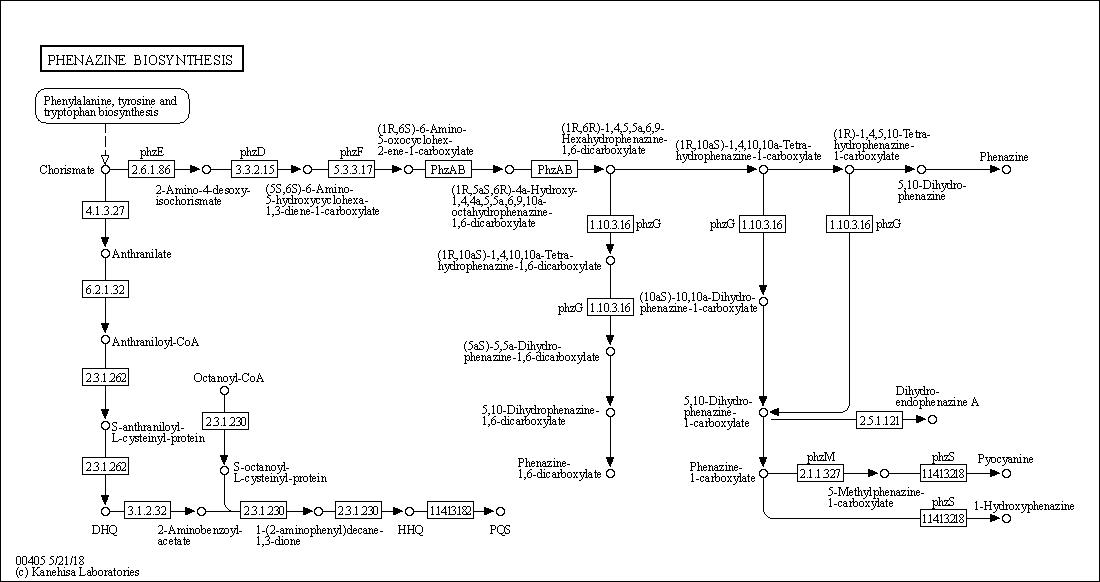 PHENAZINE BIOSYNTHESIS
Phenylalanine, tyrosine and
tryptophan biosynthesis
Chorismate
phzE
2.6.1.86
2-Amino-4-desoxy-
isochorismate
phzD
3.3.2.15
(5S,6S)-6-Amino-
5-hydroxycyclohexa-
1,3-diene-1-carboxylate
phzF
5.3.3.17
(1R,6S)-6-Amino-
5-oxocyclohex-
2-ene-1-carboxylate
PhzAB
(1R,5aS,6R)-4a-Hydroxy-
1,4,4a,5,5a,6,9,10a-
octahydrophenazine-
1,6-dicarboxylate
PhzAB
(1R,6R)-1,4,5,5a,6,9-
Hexahydrophenazine-
1,6-dicarboxylate
(1R,10aS)-1,4,10,10a-Tetra-
hydrophenazine-1-carboxylate
(1R)-1,4,5,10-Tetra-
hydrophenazine-
1-carboxylate
5,10-Dihydro-
phenazine
Phenazine
4.1.3.27
1.10.3.16
phzG
phzG
1.10.3.16
1.10.3.16
phzG
Anthranilate
(1R,10aS)-1,4,10,10a-Tetra-
hydrophenazine-1,6-dicarboxylate
6.2.1.32
phzG
1.10.3.16
(10aS)-10,10a-Dihydro-
phenazine-1-carboxylate
Anthraniloyl-CoA
(5aS)-5,5a-Dihydro-
phenazine-1,6-dicarboxylate
2.3.1.262
Octanoyl-CoA
2.3.1.230
5,10-Dihydrophenazine-
1,6-dicarboxylate
5,10-Dihydro-
phenazine-
1-carboxylate
Dihydro-
endophenazine A
2.5.1.121
S-anthraniloyl-
L-cysteinyl-protein
2.3.1.262
S-octanoyl-
L-cysteinyl-protein
Phenazine-
1,6-dicarboxylate
Phenazine-
1-carboxylate
phzM
2.1.1.327
5-Methylphenazine-
1-carboxylate
phzS
11413218
Pyocyanine
phzS
11413218
1-Hydroxyphenazine
DHQ
3.1.2.32
2-Aminobenzoyl-
acetate
2.3.1.230
1-(2-aminophenyl)decane-
1,3-dione
2.3.1.230
HHQ
11413182
PQS
00405 5/21/18
(c) Kanehisa Laboratories